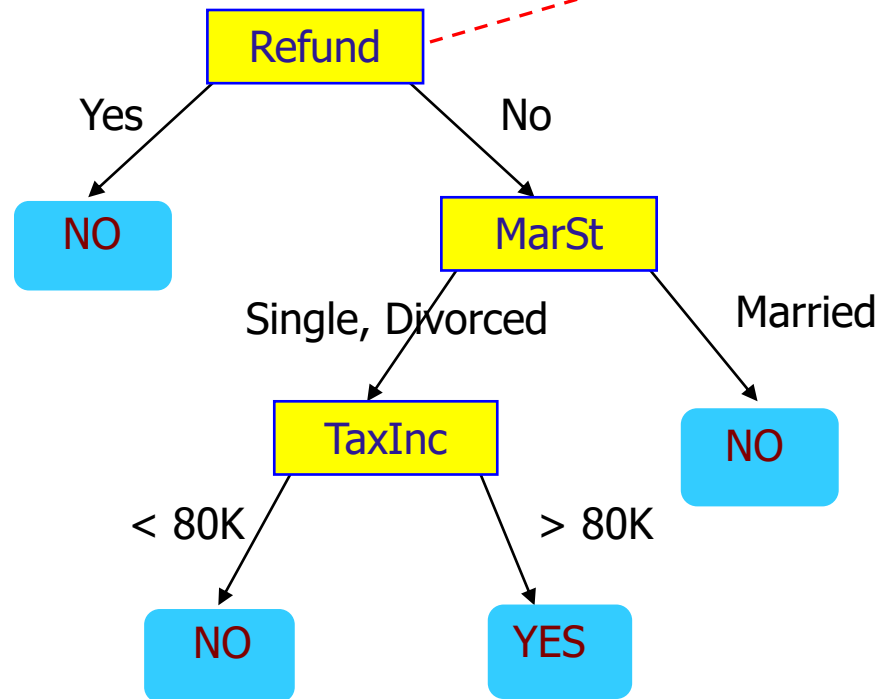 Refund
Yes
No
NO
MarSt
Single, Divorced
Married
TaxInc
NO
< 80K
> 80K
NO
YES